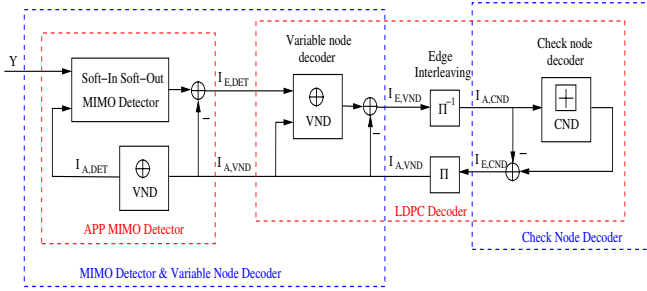 Y
Soft-In Soft-Out
MIMO Detector
I E,DET
Variable node
decoder
⊕
VND
I E,VND
Edge
Interleaving
Π⁻¹
I A,CND
Check node
decoder
+
CND
I A,DET
⊕
VND
I A,VND
I A,VND
Π
I E,CND
APP MIMO Detector
LDPC Decoder
Check Node Decoder
MIMO Detector & Variable Node Decoder